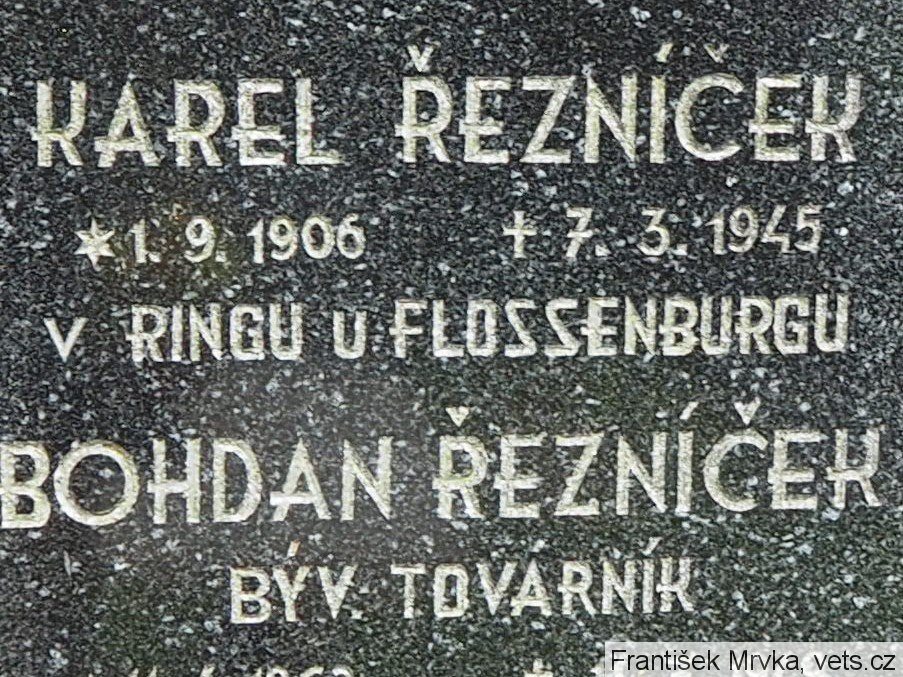 KAREL ŘEZNÍČEK
* 1. 9. 1906 † 7. 3. 1945
V RINGU U FLOSSENBURGU
BOHDAN ŘEZNÍČEK
BÝV. TOVARNÍK
František Mrvka, vets.cz